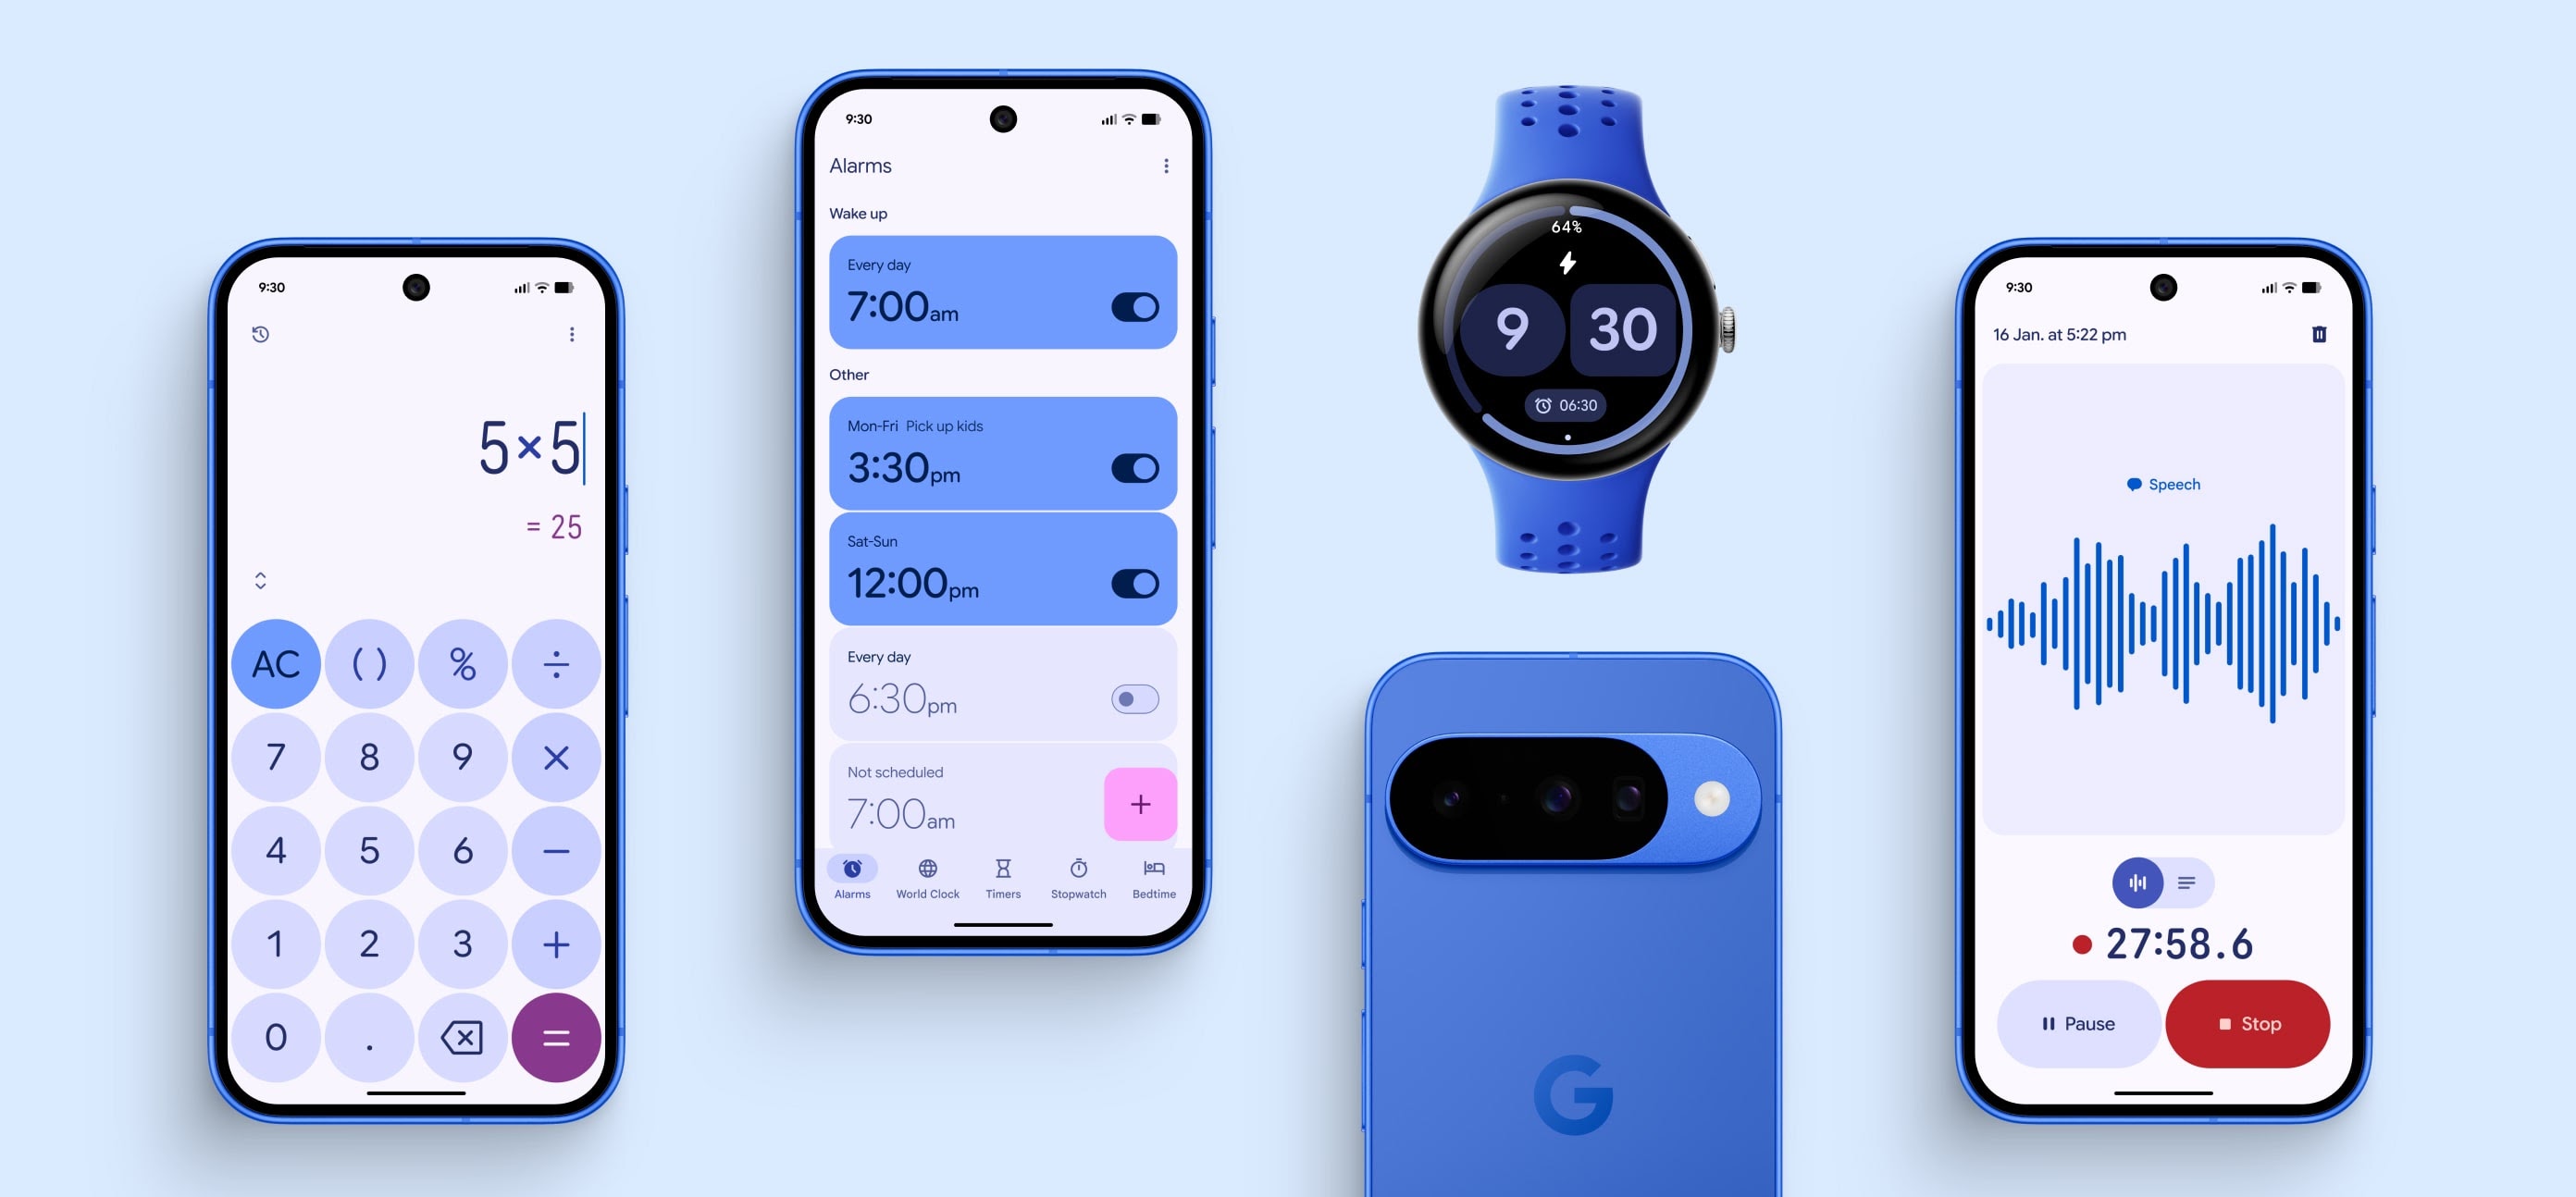 9:30
5×5
= 25
AC ( ) % ÷
7 8 9 ×
4 5 6 −
1 2 3 +
0 . =
9:30
Alarms
Wake up
Every day
7:00am
Other
Mon-Fri Pick up kids
3:30pm
Sat-Sun
12:00pm
Every day
6:30pm
Not scheduled
7:00am
+
Alarms World Clock Timers Stopwatch Bedtime
64%
9 30
06:30
G
9:30
16 Jan. at 5:22 pm
Speech
27:58.6
Pause Stop